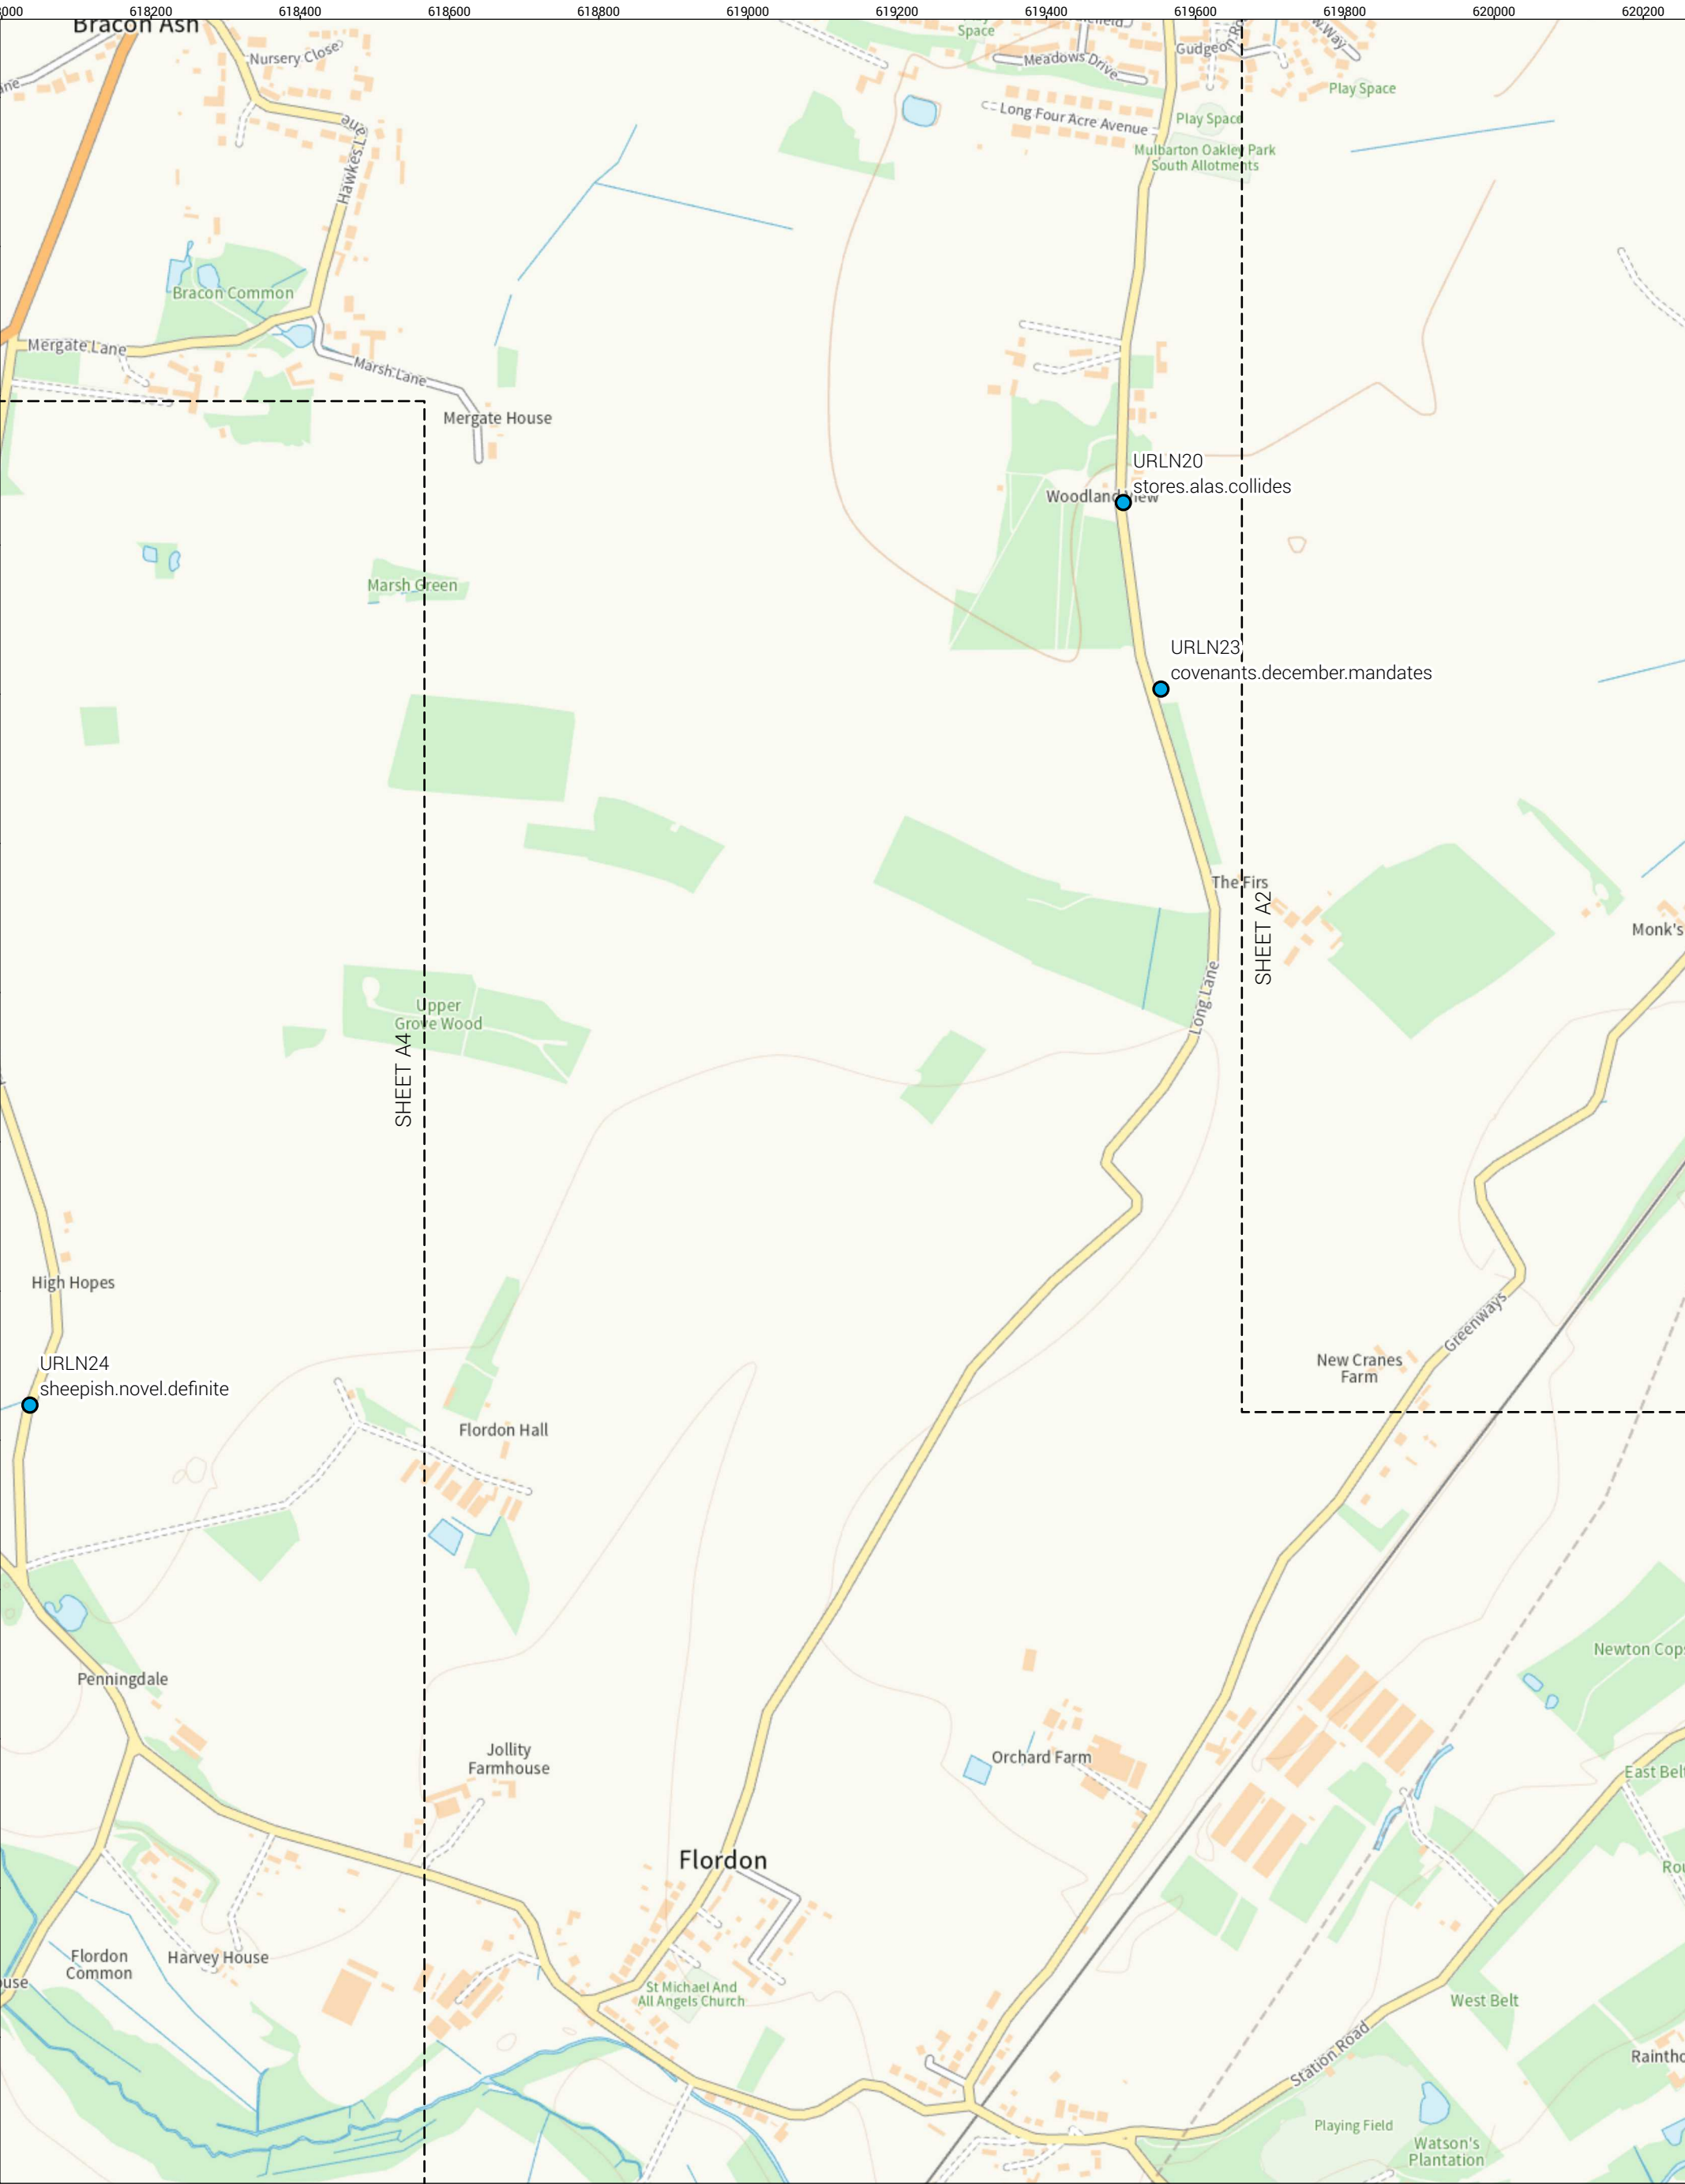 618200 618400 618600 618800 619000 619200 619400 619600 619800 620000 620200
Bracon Ash
Nursery Close
Hawkes Lane
Space
Meadows Drive
Gudgeon
Play Space
Long Four Acre Avenue
Play Space
Mulbarton Oakley Park
South Allotments
Bracon Common
Mergate Lane
Marsh Lane
Mergate House
URLN20
stores.alas.collides
Woodland View
Marsh Green
URLN23
covenants.december.mandates
The Firs
SHEET A2
Monk's
Long Lane
Upper
Grove Wood
SHEET A4
High Hopes
Greenways
New Cranes
Farm
URLN24
sheepish.novel.definite
Flordon Hall
Newton
Penningdale
Jollity
Farmhouse
Orchard Farm
East
Flordon
Flordon
Common
Harvey House
St Michael And
All Angels Church
West Belt
Station Road
Playing Field
Watson's
Plantation